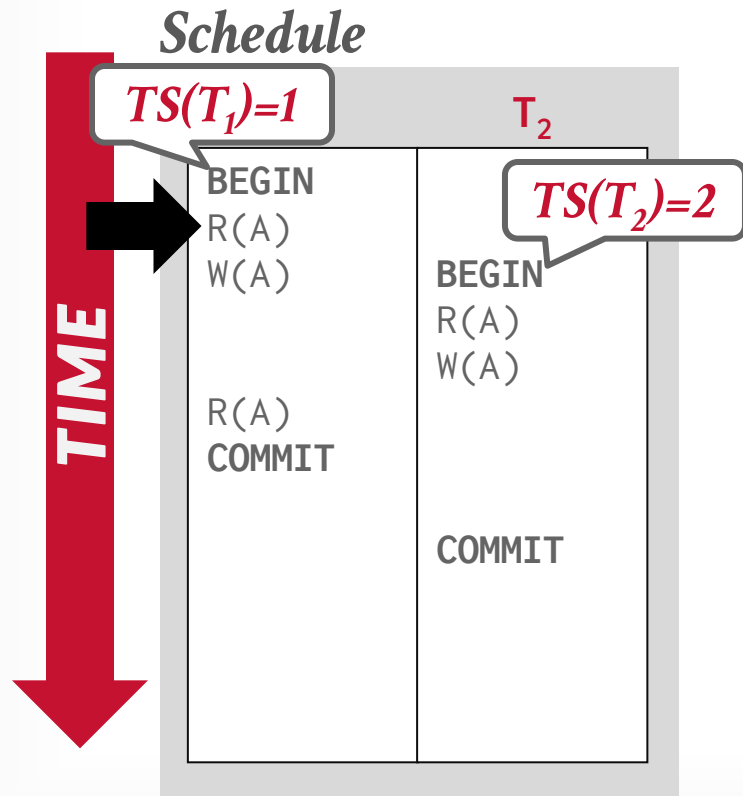 Schedule
TS(T₁)=1
T₂
BEGIN
R(A)
W(A)
R(A)
COMMIT
TS(T₂)=2
BEGIN
R(A)
W(A)
COMMIT
TIME